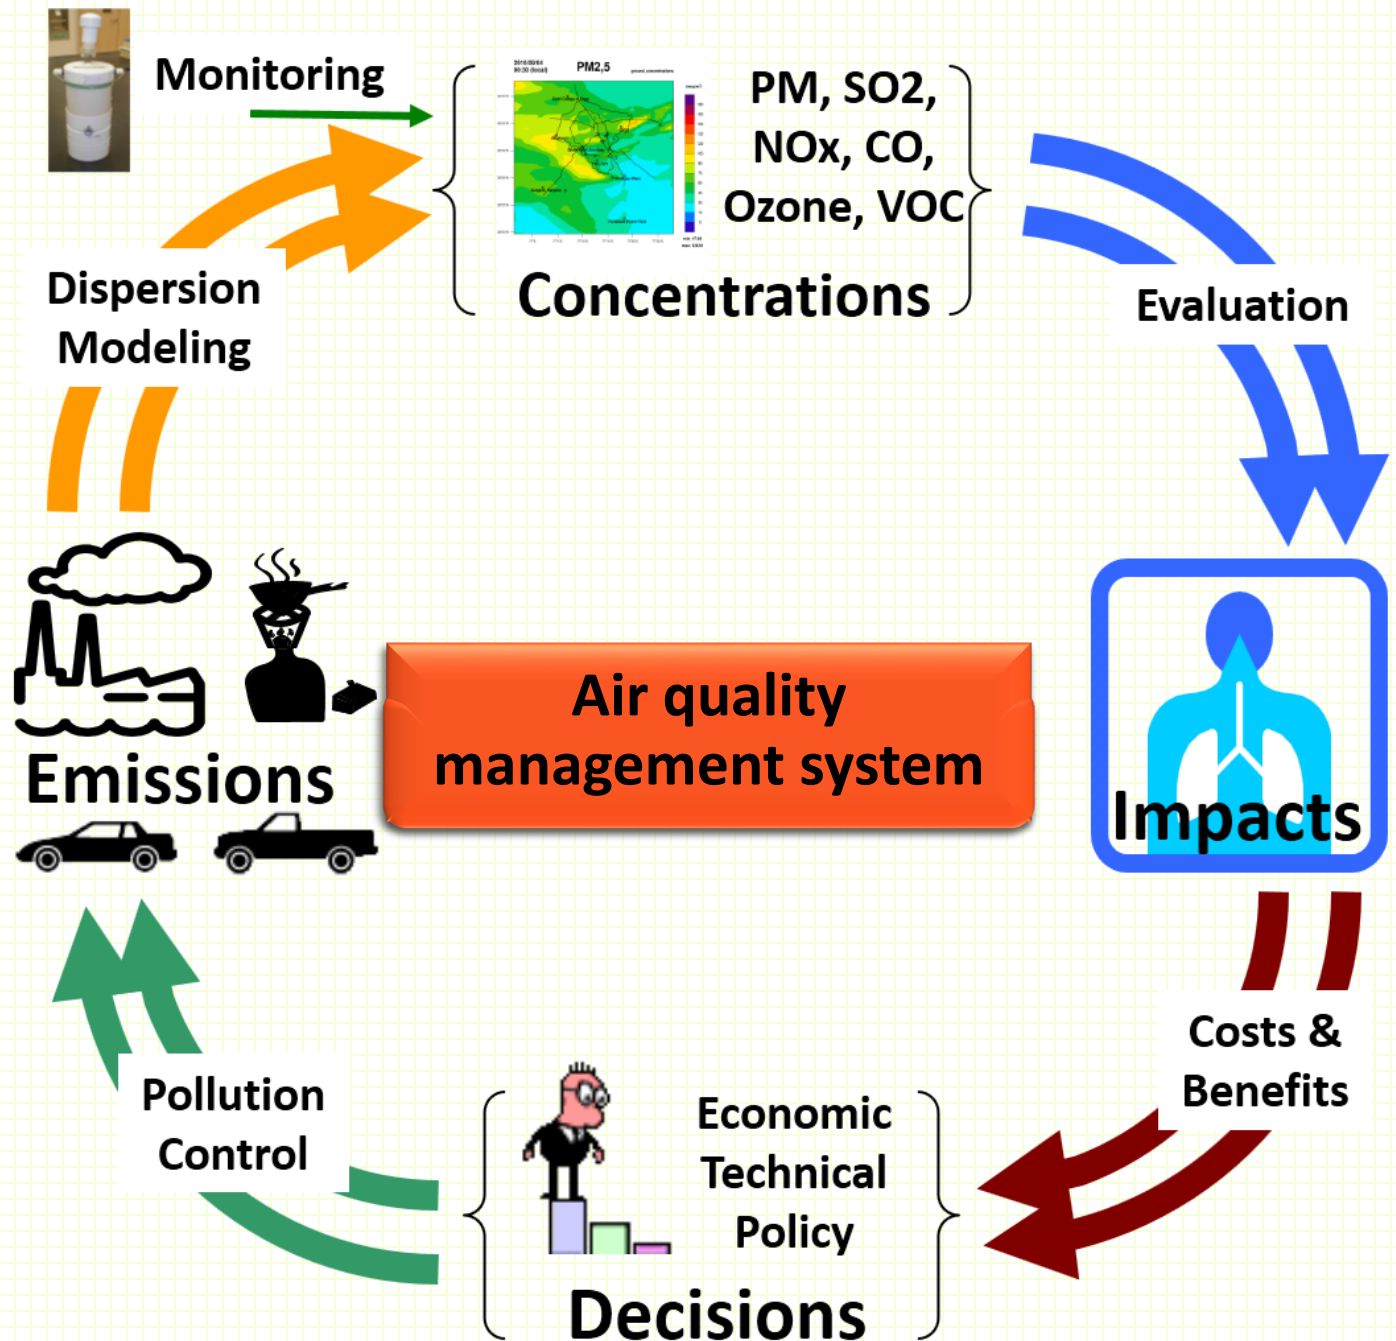 Monitoring
PM2,5
PM, SO2,
NOx, CO,
Ozone, VOC
Concentrations
Dispersion
Modeling
Evaluation
Emissions
Air quality
management system
Impacts
Costs &
Benefits
Pollution
Control
Economic
Technical
Policy
Decisions